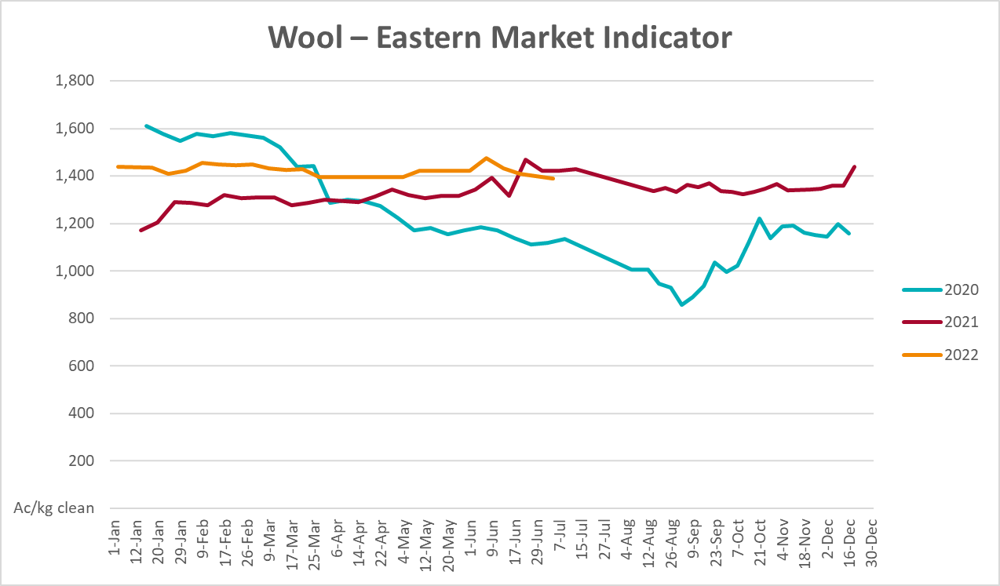 Wool – Eastern Market Indicator
1,800
1,600
1,400
1,200
1,000
800
600
400
200
Ac/kg clean
1-Jan
12-Jan
20-Jan
29-Jan
9-Feb
17-Feb
26-Feb
9-Mar
17-Mar
25-Mar
6-Apr
14-Apr
22-Apr
4-May
12-May
20-May
1-Jun
9-Jun
17-Jun
29-Jun
7-Jul
15-Jul
27-Jul
4-Aug
12-Aug
26-Aug
9-Sep
23-Sep
7-Oct
21-Oct
4-Nov
18-Nov
2-Dec
16-Dec
30-Dec
2020
2021
2022